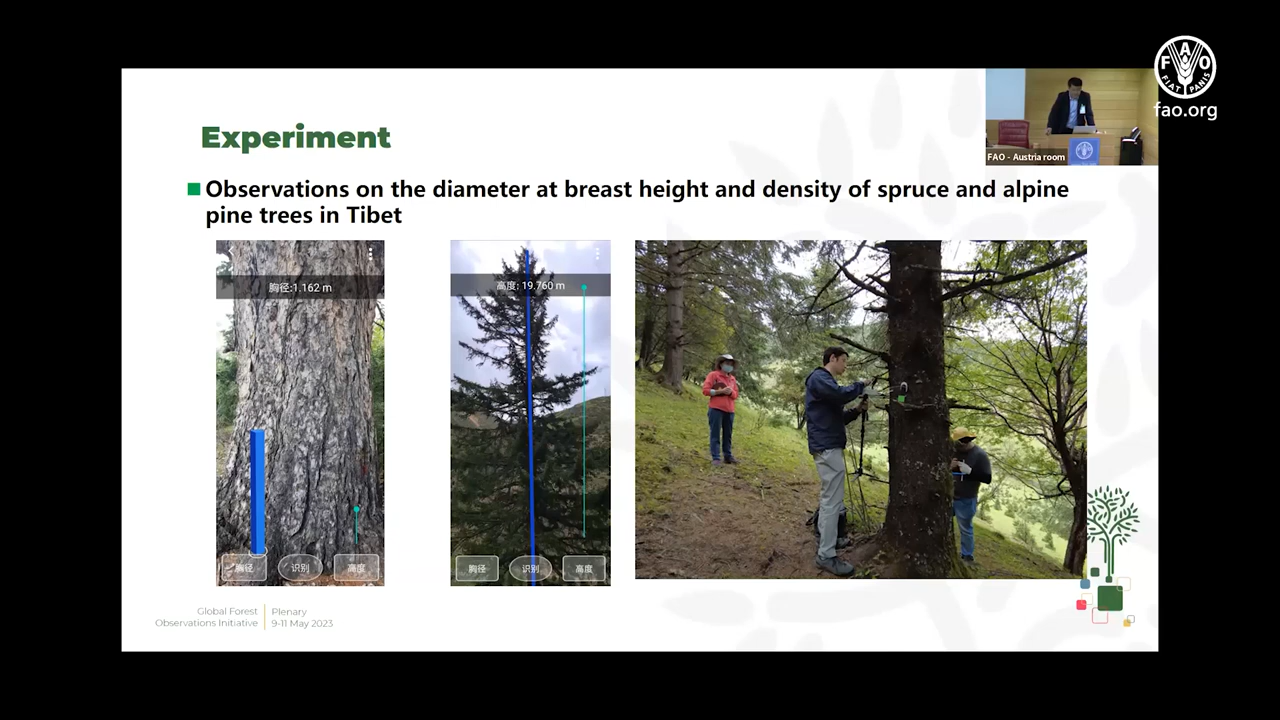 Experiment
Observations on the diameter at breast height and density of spruce and alpine
pine trees in Tibet
胸径:1.162 m
高度: 19.760 m
胸径
识别
高度
胸径
识别
高度
Global Forest
Observations Initiative
Plenary
9-11 May 2023
FAO - Austria room
F A O
FIAT PANIS
fao.org